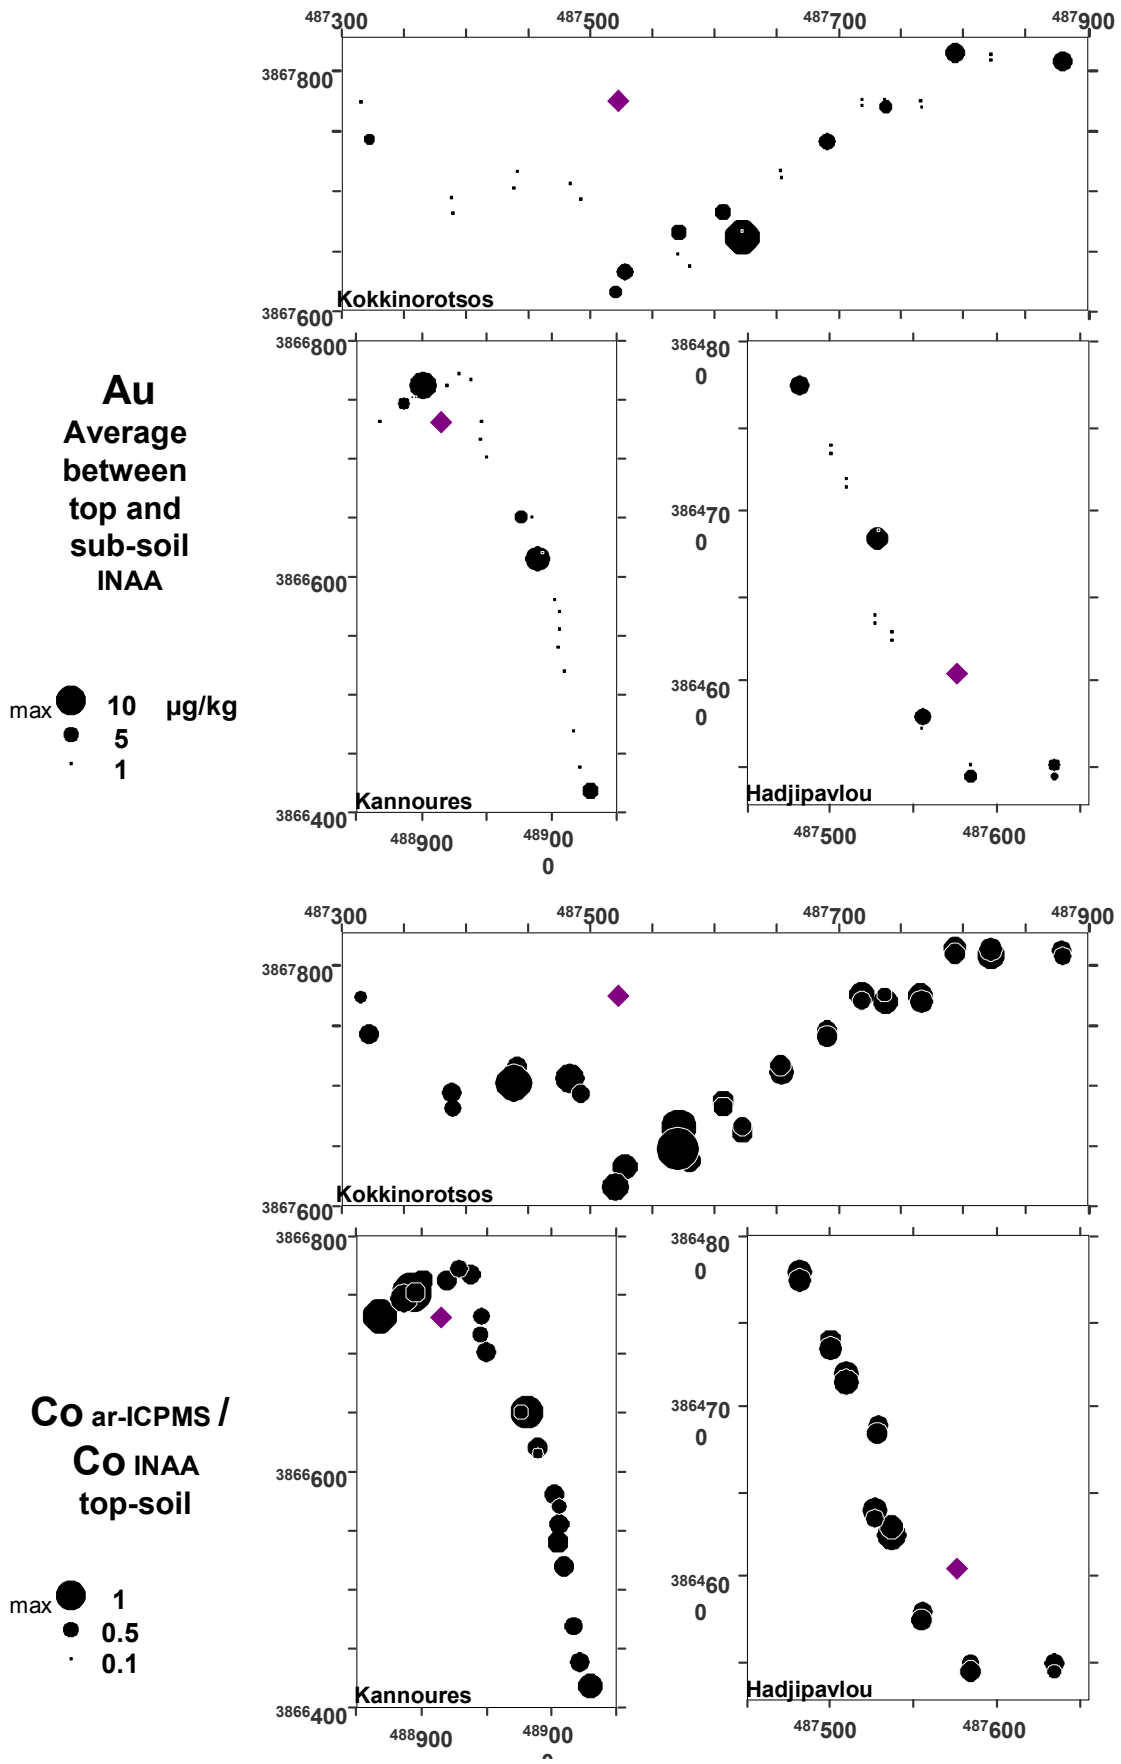 487300 487500 487700 487900
3867800
Kokkinorotsos
3867600
3866800
386480
0
Au
Average
between
top and
sub-soil
INAA
386470
0
3866600
386460
0
max 10 µg/kg
5
1
Kannoures
Hadjipavlou
3866400
488900 48900
0
487500 487600
487300 487500 487700 487900
3867800
Kokkinorotsos
3867600
3866800
386480
0
Co ar-ICPMS /
Co INAA
top-soil
386470
0
3866600
386460
0
max 1
0.5
0.1
Kannoures
Hadjipavlou
3866400
488900 48900
487500 487600